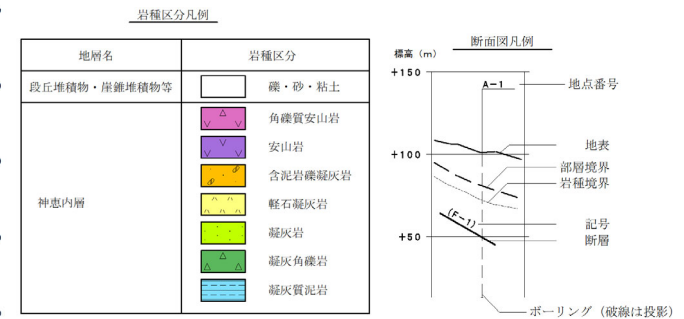 岩種区分凡例
地層名 岩種区分
段丘堆積物・崖錐堆積物等 礫・砂・粘土
神恵内層
角礫質安山岩
安山岩
含泥岩礫凝灰岩
軽石凝灰岩
凝灰岩
凝灰角礫岩
凝灰質泥岩
断面図凡例
標高(m)
+150
A-1
地点番号
地表
+100
部層境界
岩種境界
(F-1)
記号
+50
断層
ボーリング(破線は投影)